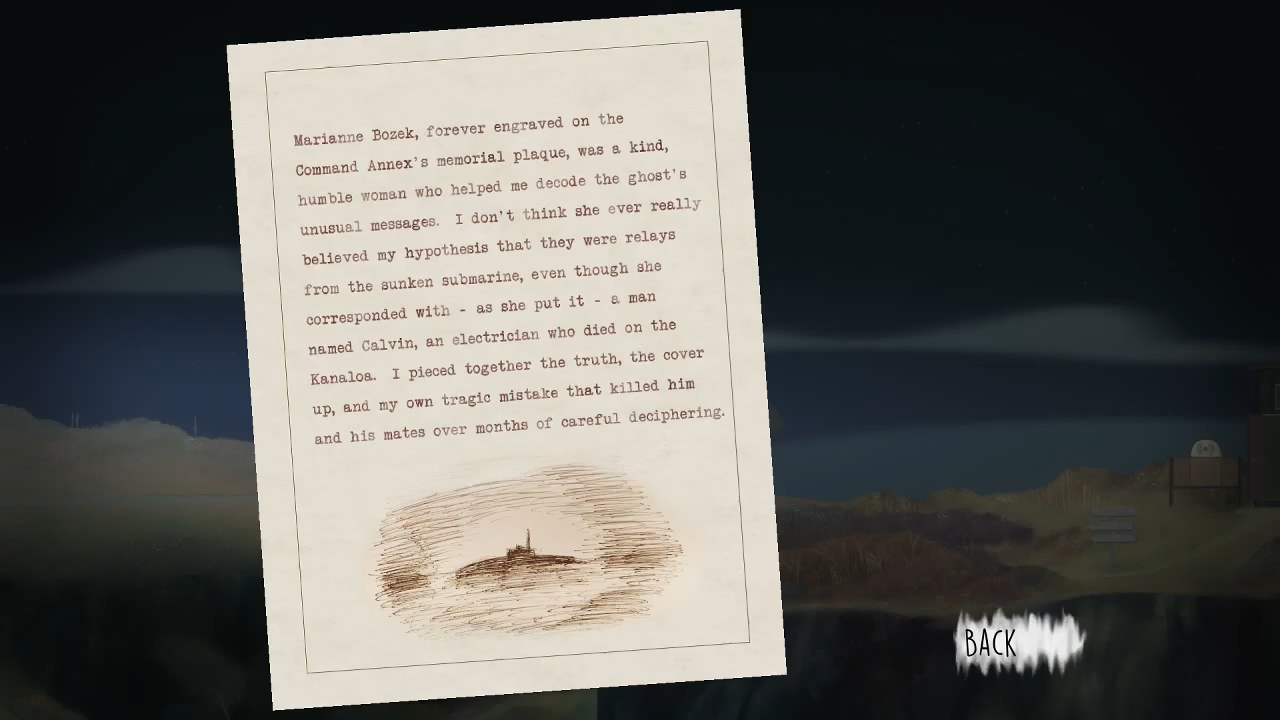 Marianne Bozek, forever engraved on the
Command Annex's memorial plaque, was a kind,
humble woman who helped me decode the ghost's
unusual messages.  I don't think she ever really
believed my hypothesis that they were relays
from the sunken submarine, even though she
corresponded with - as she put it - a man
named Calvin, an electrician who died on the
Kanaloa.  I pieced together the truth, the cover
up, and my own tragic mistake that killed him
and his mates over months of careful deciphering.
BACK